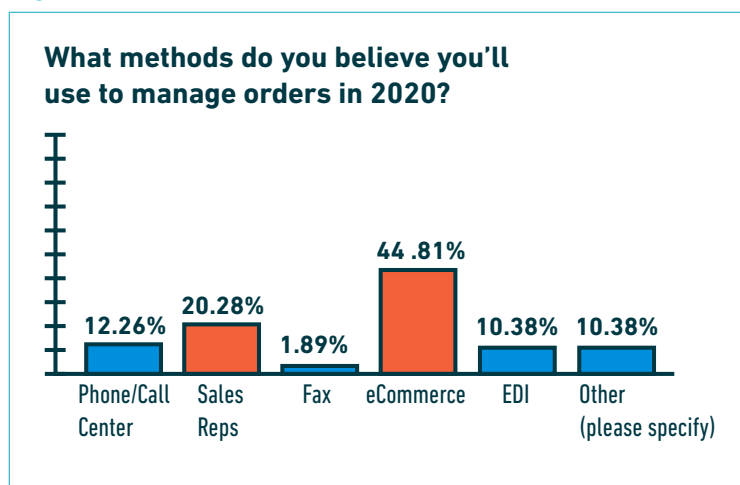 What methods do you believe you'll
use to manage orders in 2020?
44 .81%
20.28%
12.26%
1.89%
10.38%
10.38%
Phone/Call
Center
Sales
Reps
Fax
eCommerce
EDI
Other
(please specify)